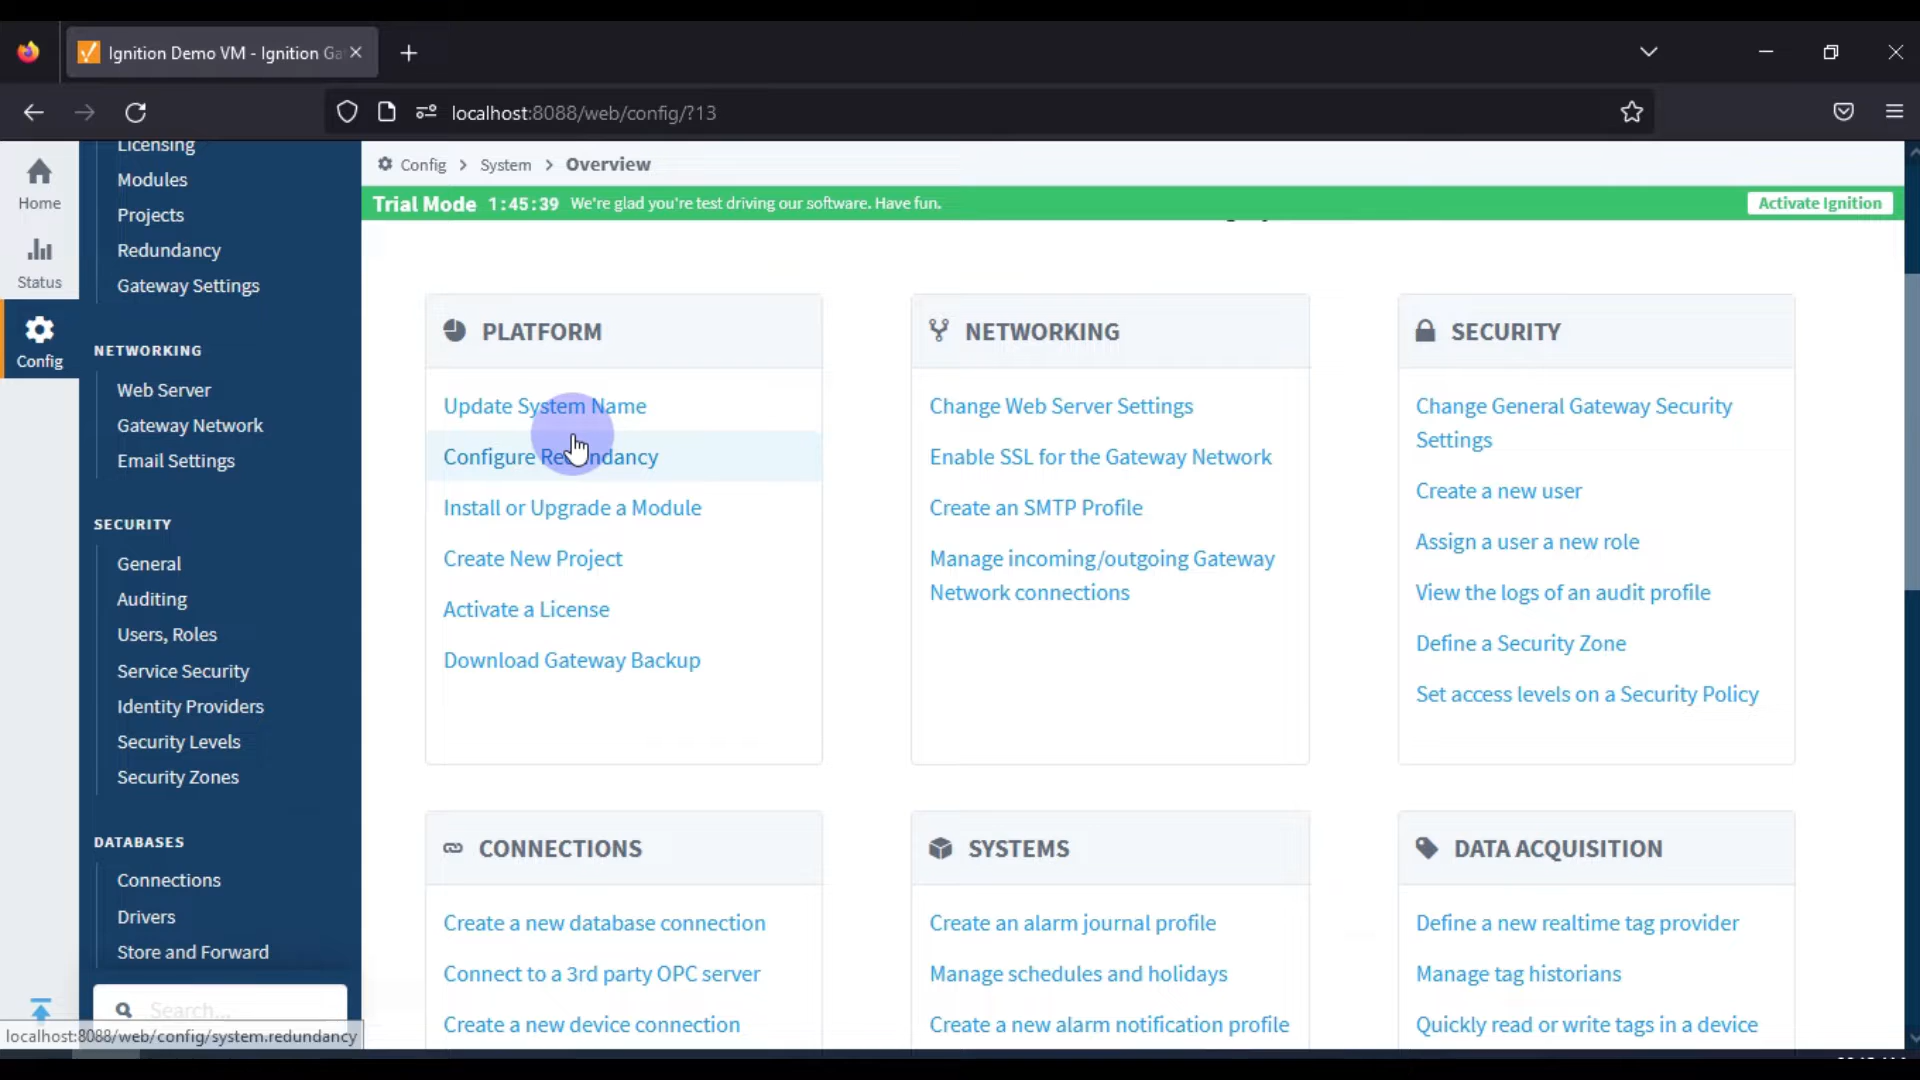 Ignition Demo VM - Ignition Ga
localhost:8088/web/config/?13
Home
Status
Config
Licensing
Modules
Projects
Redundancy
Gateway Settings
NETWORKING
Web Server
Gateway Network
Email Settings
SECURITY
General
Auditing
Users, Roles
Service Security
Identity Providers
Security Levels
Security Zones
DATABASES
Connections
Drivers
Store and Forward
Search...
localhost:8088/web/config/system.redundancy
Config > System > Overview
Trial Mode 1:45:39 We're glad you're test driving our software. Have fun.
Activate Ignition
PLATFORM
Update System Name
Configure Redundancy
Install or Upgrade a Module
Create New Project
Activate a License
Download Gateway Backup
NETWORKING
Change Web Server Settings
Enable SSL for the Gateway Network
Create an SMTP Profile
Manage incoming/outgoing Gateway
Network connections
SECURITY
Change General Gateway Security
Settings
Create a new user
Assign a user a new role
View the logs of an audit profile
Define a Security Zone
Set access levels on a Security Policy
CONNECTIONS
Create a new database connection
Connect to a 3rd party OPC server
Create a new device connection
SYSTEMS
Create an alarm journal profile
Manage schedules and holidays
Create a new alarm notification profile
DATA ACQUISITION
Define a new realtime tag provider
Manage tag historians
Quickly read or write tags in a device